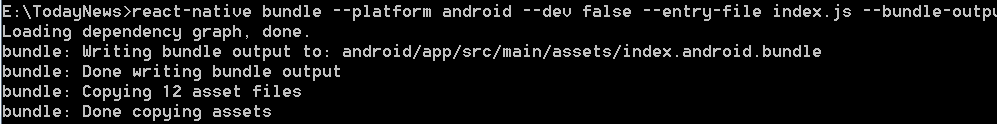 E:\TodayNews>react-native bundle --platform android --dev false --entry-file index.js --bundle-outpu
Loading dependency graph, done.
bundle: Writing bundle output to: android/app/src/main/assets/index.android.bundle
bundle: Done writing bundle output
bundle: Copying 12 asset files
bundle: Done copying assets